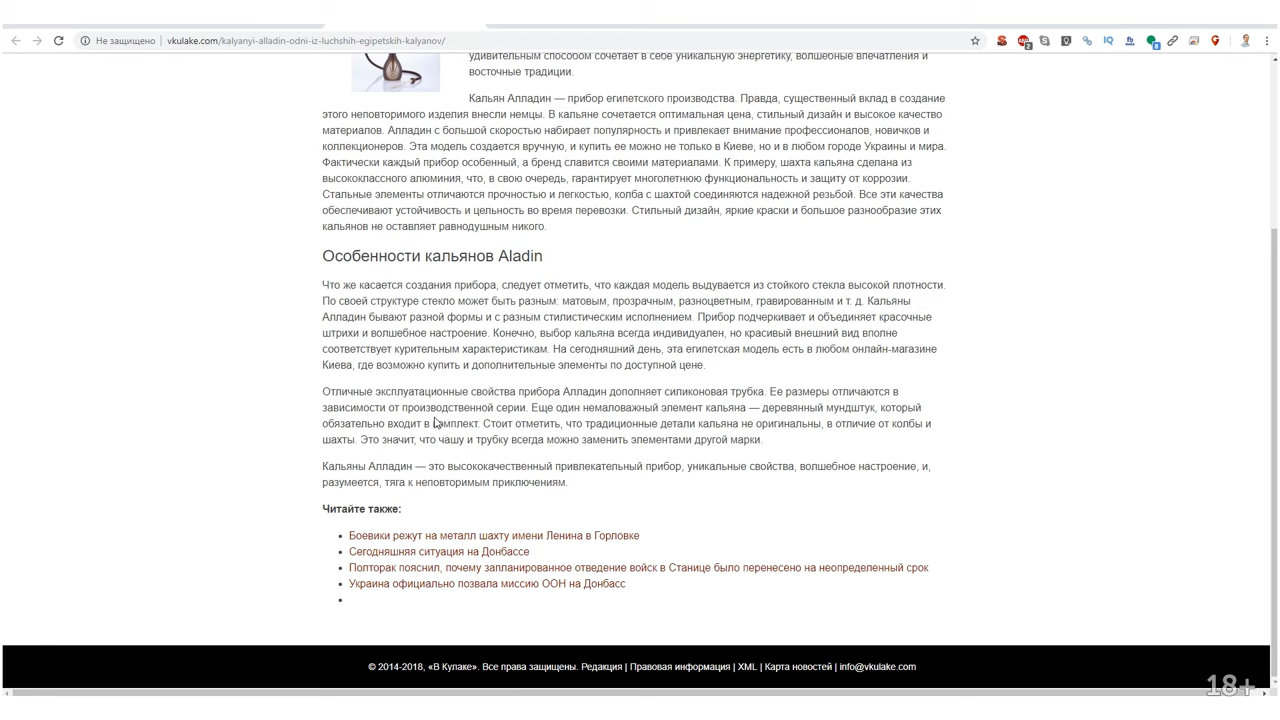 Не защищено
vkulake.com/kalyanyi-alladin-odni-iz-luchshih-egipetskih-kalyanov/
удивительным способом сочетает в себе уникальную энергетику, волшебные впечатления и
восточные традиции.
Кальян Алладин — прибор египетского производства. Правда, существенный вклад в создание
этого неповторимого изделия внесли немцы. В кальяне сочетается оптимальная цена, стильный дизайн и высокое качество
материалов. Алладин с большой скоростью набирает популярность и привлекает внимание профессионалов, новичков и
коллекционеров. Эта модель создается вручную, и купить ее можно не только в Киеве, но и в любом городе Украины и мира.
Фактически каждый прибор особенный, а бренд славится своими материалами. К примеру, шахта кальяна сделана из
высококлассного алюминия, что, в свою очередь, гарантирует многолетнюю функциональность и защиту от коррозии.
Стальные элементы отличаются прочностью и легкостью, колба с шахтой соединяются надежной резьбой. Все эти качества
обеспечивают устойчивость и цельность во время перевозки. Стильный дизайн, яркие краски и большое разнообразие этих
кальянов не оставляет равнодушным никого.
Особенности кальянов Aladin
Что же касается создания прибора, следует отметить, что каждая модель выдувается из стойкого стекла высокой плотности.
По своей структуре стекло может быть разным: матовым, прозрачным, разноцветным, гравированным и т. д. Кальяны
Алладин бывают разной формы и с разным стилистическим исполнением. Прибор подчеркивает и объединяет красочные
штрихи и волшебное настроение. Конечно, выбор кальяна всегда индивидуален, но красивый внешний вид вполне
соответствует курительным характеристикам. На сегодняшний день, эта египетская модель есть в любом онлайн-магазине
Киева, где возможно купить и дополнительные элементы по доступной цене.
Отличные эксплуатационные свойства прибора Алладин дополняет силиконовая трубка. Ее размеры отличаются в
зависимости от производственной серии. Еще один немаловажный элемент кальяна — деревянный мундштук, который
обязательно входит в комплект. Стоит отметить, что традиционные детали кальяна не оригинальны, в отличие от колбы и
шахты. Это значит, что чашу и трубку всегда можно заменить элементами другой марки.
Кальяны Алладин — это высококачественный привлекательный прибор, уникальные свойства, волшебное настроение, и,
разумеется, тяга к неповторимым приключениям.
Читайте также:
Боевики режут на металл шахту имени Ленина в Горловке
Сегодняшняя ситуация на Донбассе
Полторак пояснил, почему запланированное отведение войск в Станице было перенесено на неопределенный срок
Украина официально позвала миссию ООН на Донбасс
© 2014-2018, «В Кулаке». Все права защищены. Редакция | Правовая информация | XML | Карта новостей | info@vkulake.com
18+